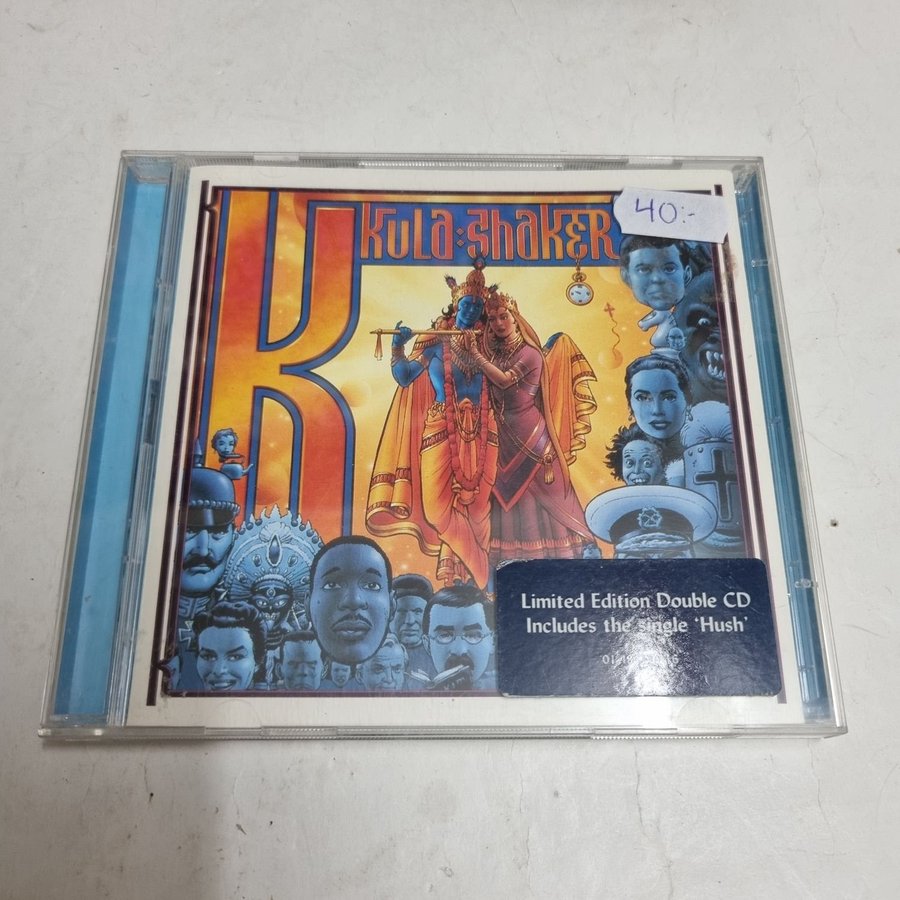 K
KULA:SHAKER
40:-
Limited Edition Double CD
Includes the single 'Hush'